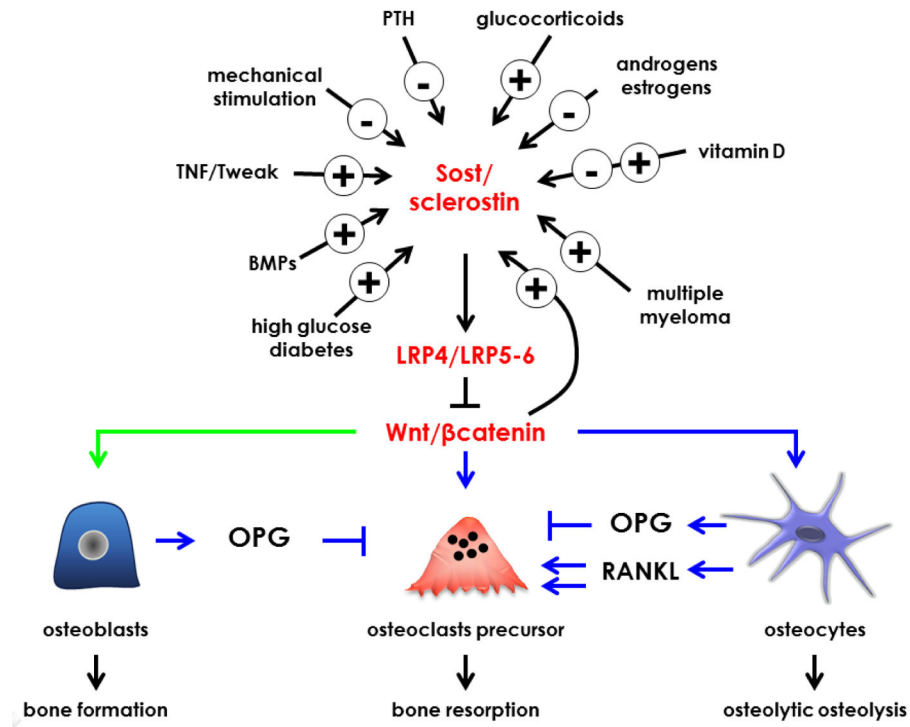 PTH
glucocorticoids
mechanical
stimulation
androgens
estrogens
-
+
-
-
TNF/Tweak
+
Sost/
sclerostin
-
+
vitamin D
BMPs
+
+
+
+
high glucose
diabetes
multiple
myeloma
LRP4/LRP5-6
Wnt/βcatenin
OPG
OPG
RANKL
osteoblasts
osteoclasts precursor
osteocytes
bone formation
bone resorption
osteolytic osteolysis